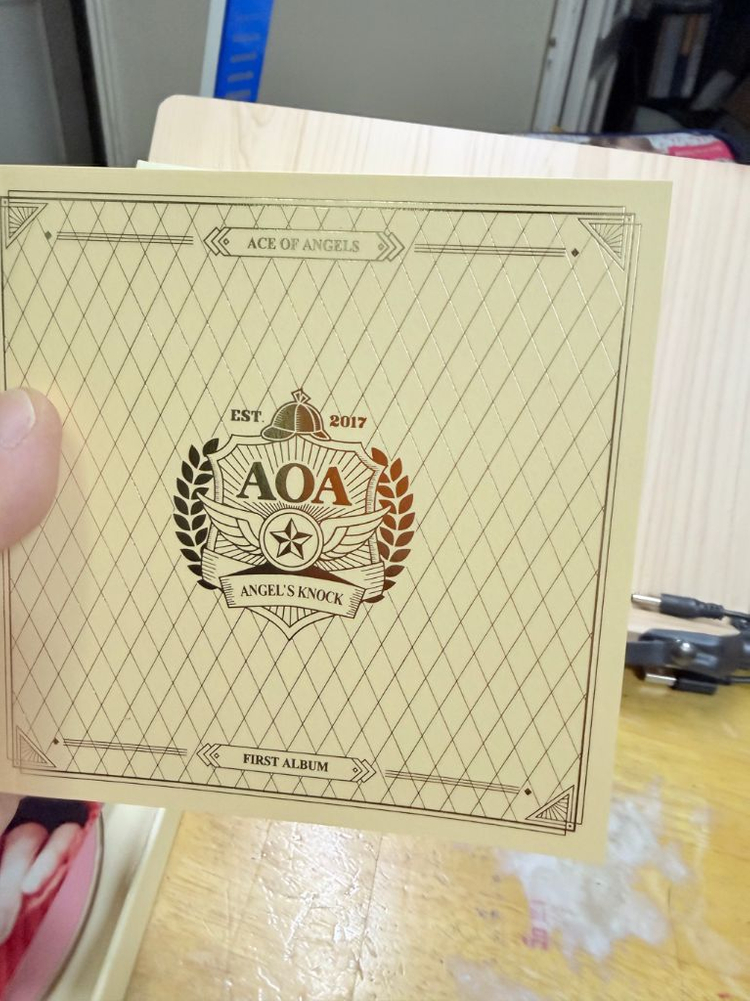 ACE OF ANGELS
EST. 2017
AOA
ANGEL'S KNOCK
FIRST ALBUM